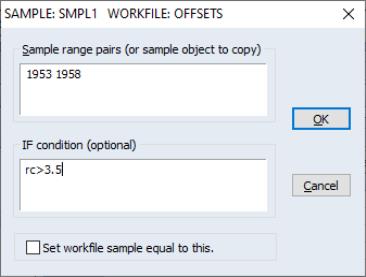 SAMPLE: SMPL1 WORKFILE: OFFSETS
Sample range pairs (or sample object to copy)
1953 1958
OK
IF condition (optional)
rc>3.5
Cancel
Set workfile sample equal to this.